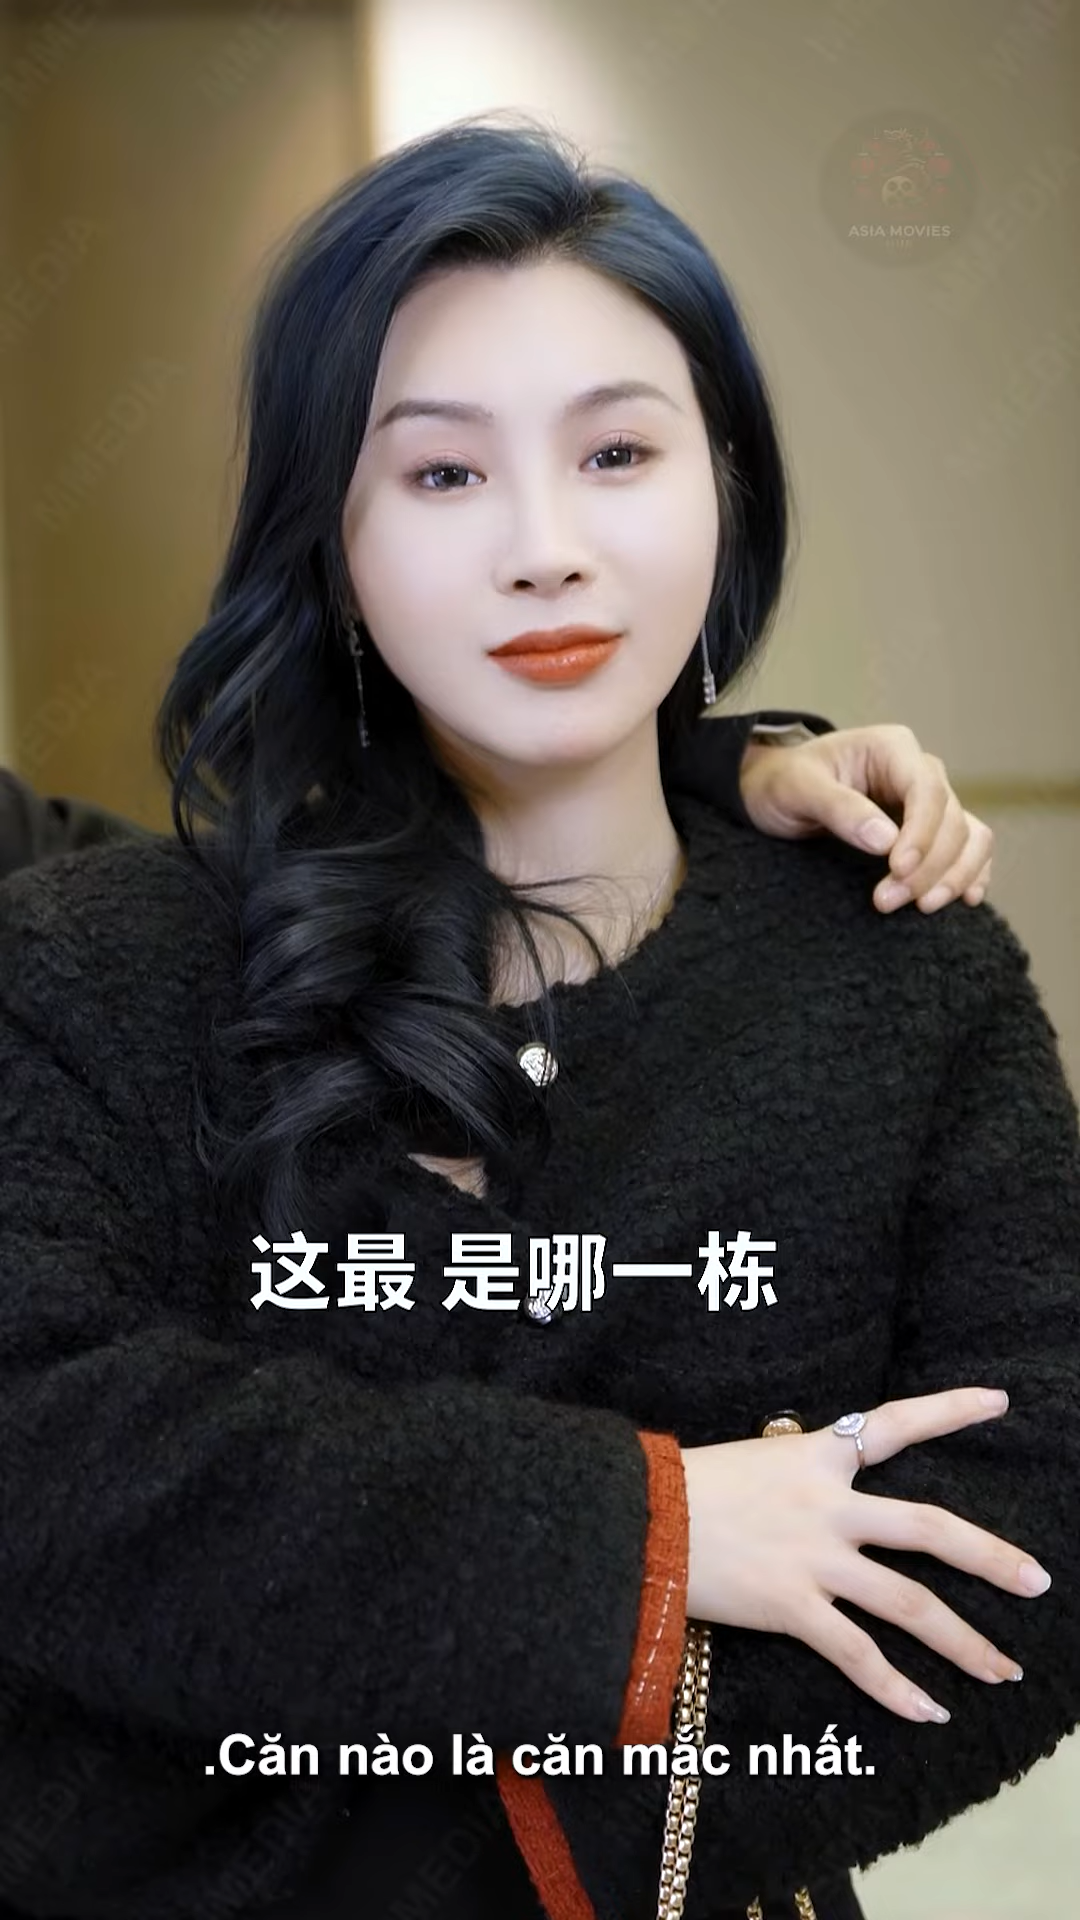 ASIA MOVIES
这最 是哪一栋
.Căn nào là căn mắc nhất.